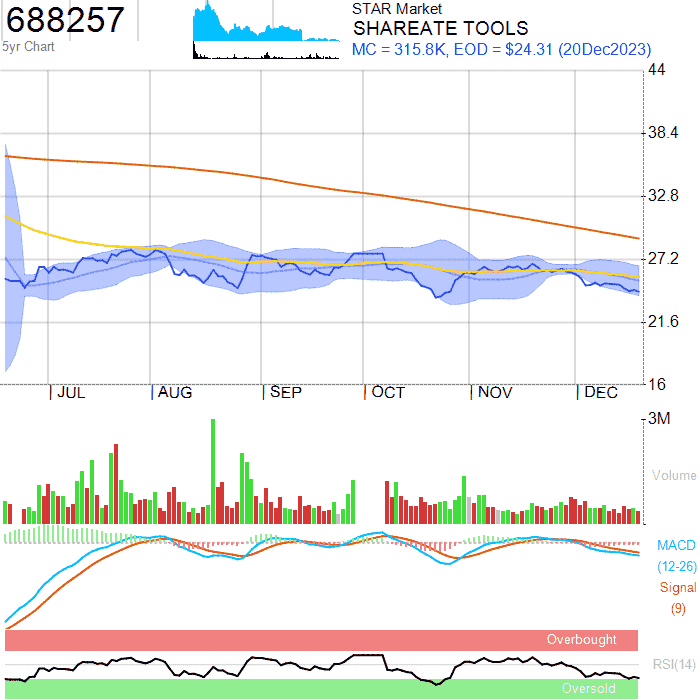 688257
5yr Chart
STAR Market
SHAREATE TOOLS
MC = 315.8K, EOD = $24.31 (20Dec2023)
44
38.4
32.8
27.2
21.6
16
JUL AUG SEP OCT NOV DEC
3M
Volume
MACD
(12-26)
Signal
(9)
Overbought
RSI(14)
Oversold